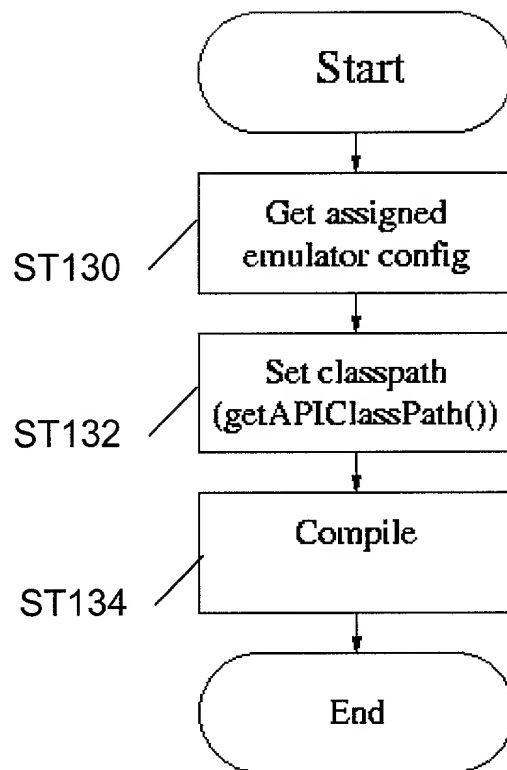 Start
Get assigned
emulator config
ST130
Set classpath
(getAPIClassPath())
ST132
Compile
ST134
End